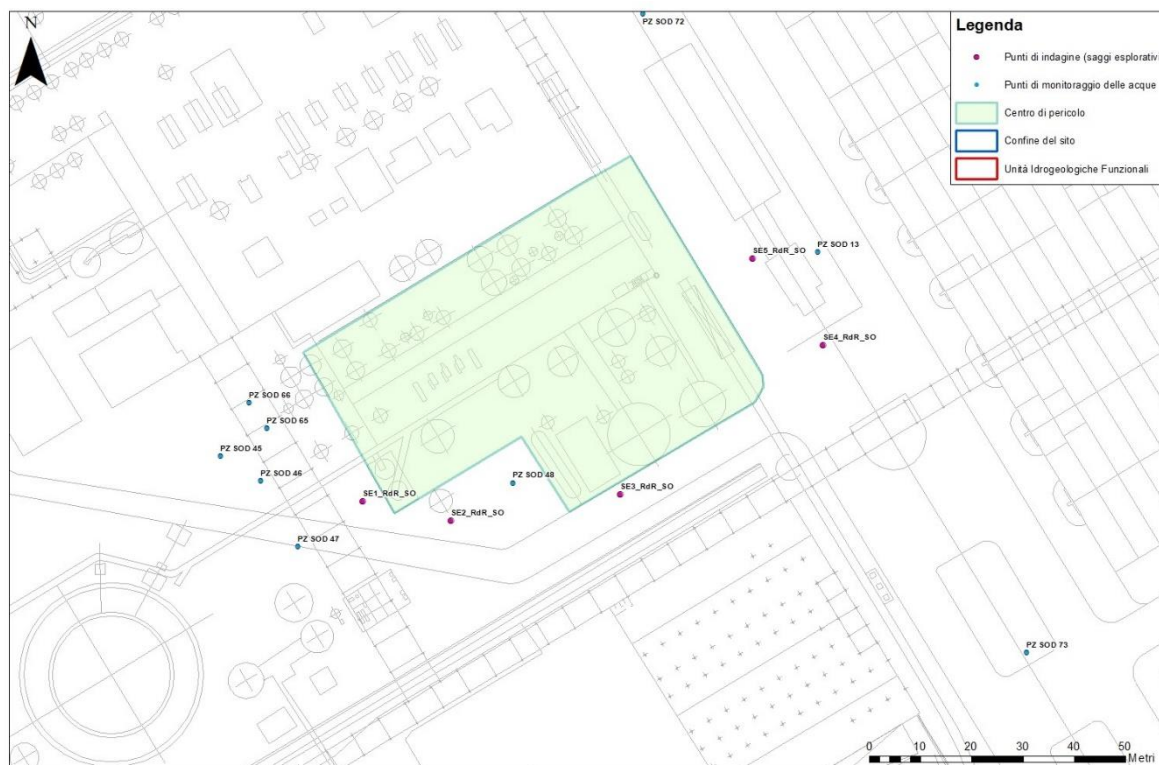 N
PZ SOD 72
Legenda
Punti di indagine (saggi esplorativi
Punti di monitoraggio delle acque
Centro di pericolo
Confine del sito
Unità Idrogeologiche Funzionali
SE5_RdR_SO
PZ SOD 13
SE4_RdR_SO
PZ SOD 66
PZ SOD 65
PZ SOD 45
PZ SOD 46
PZ SOD 48
SE1_RdR_SO
SE3_RdR_SO
SE2_RdR_SO
PZ SOD 47
PZ SOD 73
0 10 20 30 40 50
Metri